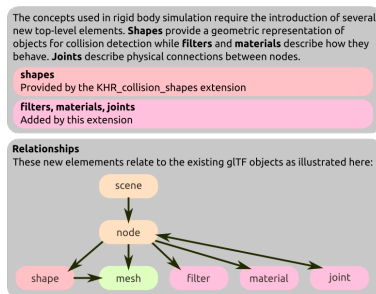 The concepts used in rigid body simulation require the introduction of several
new top-level elements. Shapes provide a geometric representation of
objects for collision detection while filters and materials describe how they
behave. Joints describe physical connections between nodes.
shapes
Provided by the KHR_collision_shapes extension
filters, materials, joints
Added by this extension
Relationships
These new elemements relate to the existing glTF objects as illustrated here:
scene
node
shape mesh filter material joint